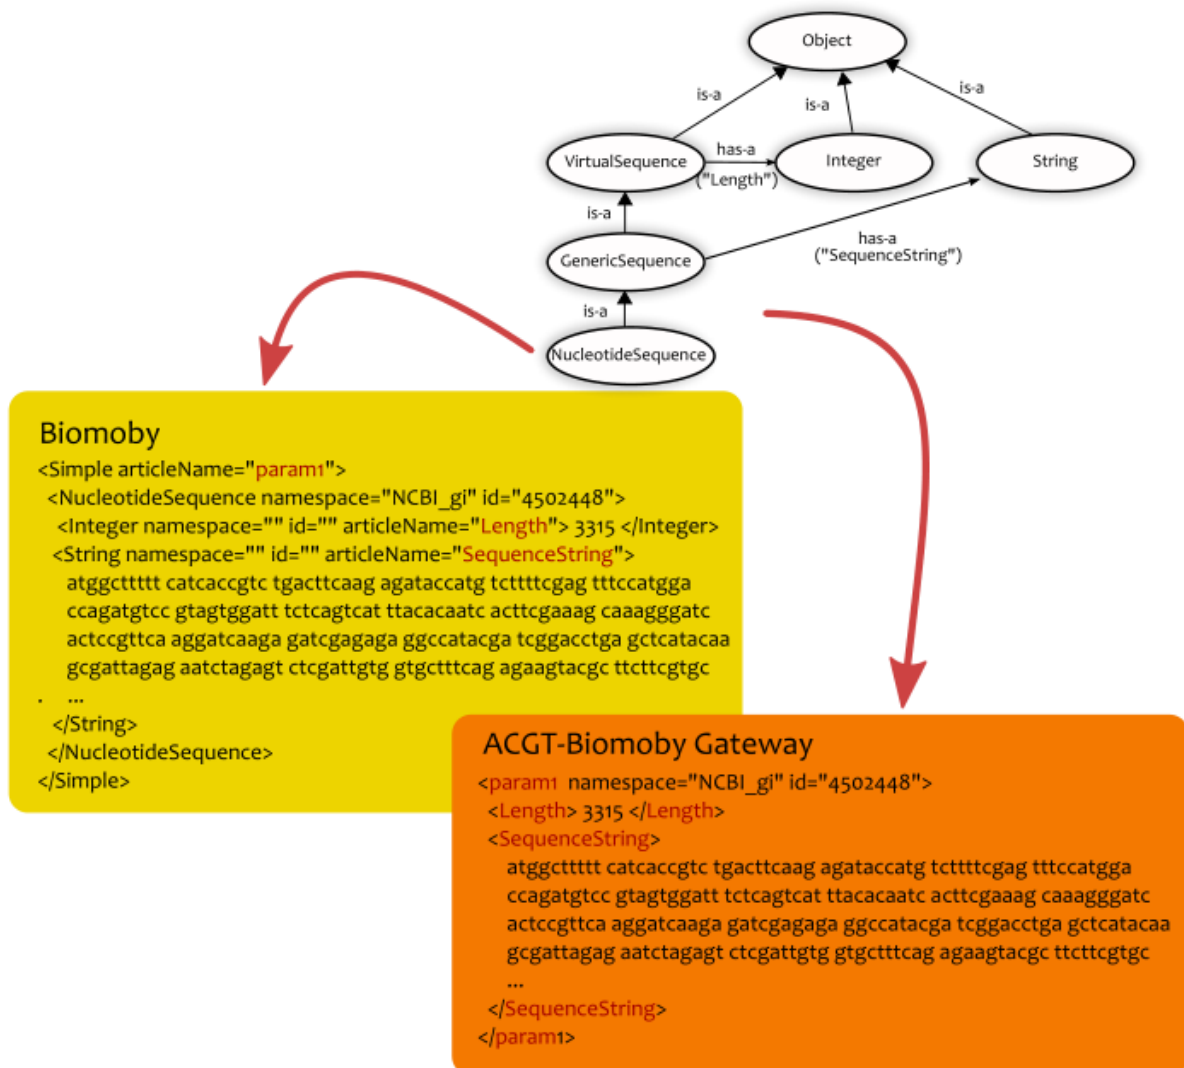 Object
is-a
is-a
is-a
VirtualSequence
has-a
("Length")
Integer
String
is-a
GenericSequence
has-a
("SequenceString")
is-a
NucleotideSequence
Biomoby
<Simple articleName="param1">
<NucleotideSequence namespace="NCBI_gi" id="4502448">
<Integer namespace="" id="" articleName="Length"> 3315 </Integer>
<String namespace="" id="" articleName="SequenceString">
atggcttttt catcaccgtc tgacttcaag agataccatg tcttttcgag tttccatgga
ccagatgtcc gtagtggatt tctcagtcat ttacacaatc acttcgaaag caaagggatc
actccgttca aggatcaaga gatcgagaga ggccatacga tcggacctga gctcatacaa
gcgattagag aatctagagt ctcgattgtg gtgctttcag agaagtacgc ttcttcgtgc
. ...
</String>
</NucleotideSequence>
</Simple>
ACGT-Biomoby Gateway
<param1 namespace="NCBI_gi" id="4502448">
<Length> 3315 </Length>
<SequenceString>
atggcttttt catcaccgtc tgacttcaag agataccatg tcttttcgag tttccatgga
ccagatgtcc gtagtggatt tctcagtcat ttacacaatc acttcgaaag caaagggatc
actccgttca aggatcaaga gatcgagaga ggccatacga tcggacctga gctcatacaa
gcgattagag aatctagagt ctcgattgtg gtgctttcag agaagtacgc ttcttcgtgc
...
</SequenceString>
</param1>